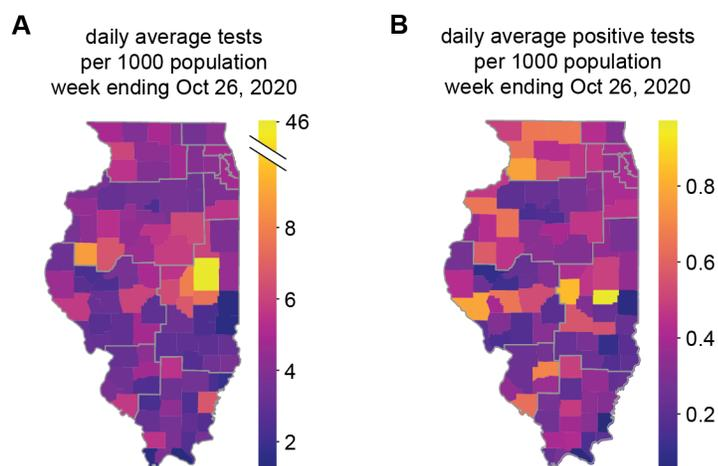 A
daily average tests
per 1000 population
week ending Oct 26, 2020
46
8
6
4
2
B
daily average positive tests
per 1000 population
week ending Oct 26, 2020
0.8
0.6
0.4
0.2